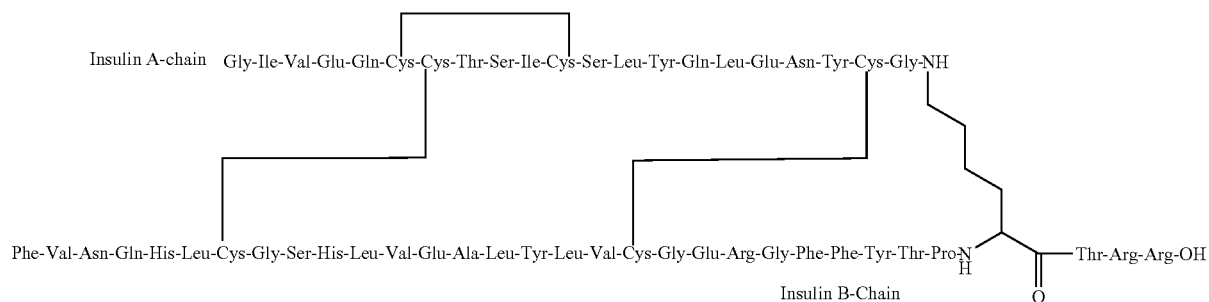 Insulin A-chain Gly-Ile-Val-Glu-Gln-Cys-Cys-Thr-Ser-Ile-Cys-Ser-Leu-Tyr-Gln-Leu-Glu-Asn-Tyr-Cys-Gly-NH
Phe-Val-Asn-Gln-His-Leu-Cys-Gly-Ser-His-Leu-Val-Glu-Ala-Leu-Tyr-Leu-Val-Cys-Gly-Glu-Arg-Gly-Phe-Phe-Tyr-Thr-Pro-N Thr-Arg-Arg-OH
H
O
Insulin B-Chain